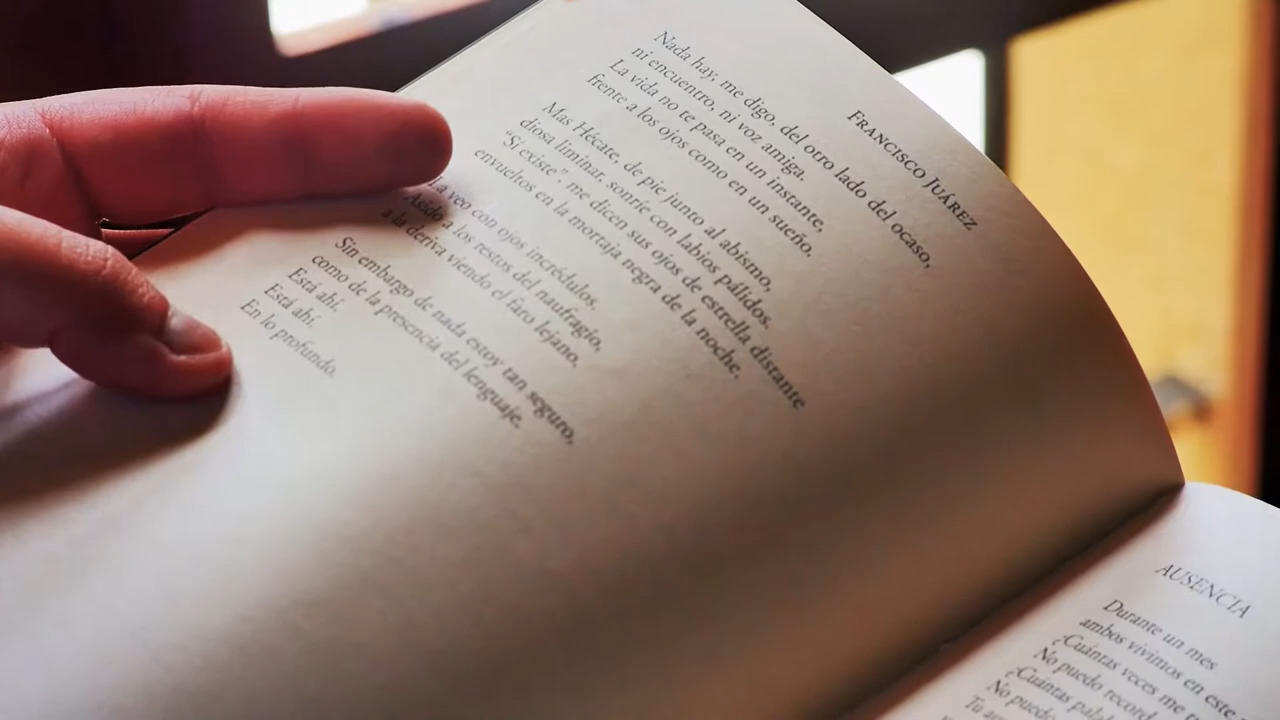 FRANCISCO JUÁREZ
Nada hay, me digo, del otro lado del ocaso,
ni encuentro, ni voz amiga.
La vida no te pasa en un instante,
frente a los ojos como en un sueño.
Mas Hécate, de pie junto al abismo,
diosa liminar, sonríe con labios pálidos.
“Sí existe” me dicen sus ojos de estrella distante
envueltos en la mortaja negra de la noche.
La veo con ojos incrédulos.
Asido a los restos del naufragio,
a la deriva viendo el faro lejano.
Sin embargo de nada estoy tan seguro,
como de la presencia del lenguaje.
Está ahí.
Está ahí.
En lo profundo.
AUSENCIA
Durante un mes
ambos vivimos en este
¿Cuántas veces me
No puedo
¿Cuántas
No puedo
Tu